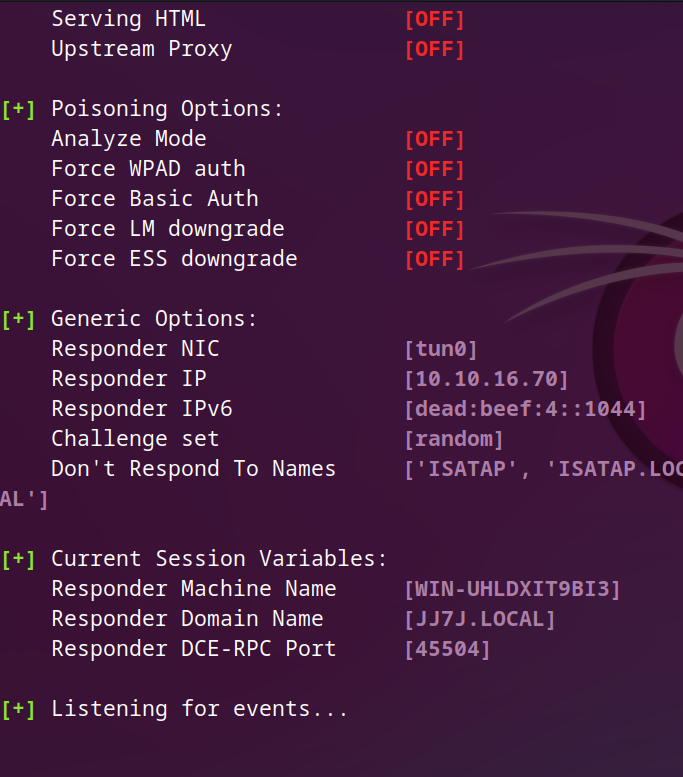 Serving HTML [OFF]
Upstream Proxy [OFF]
[+] Poisoning Options:
Analyze Mode [OFF]
Force WPAD auth [OFF]
Force Basic Auth [OFF]
Force LM downgrade [OFF]
Force ESS downgrade [OFF]
[+] Generic Options:
Responder NIC [tun0]
Responder IP [10.10.16.70]
Responder IPv6 [dead:beef:4::1044]
Challenge set [random]
Don't Respond To Names ['ISATAP', 'ISATAP.LOC
AL']
[+] Current Session Variables:
Responder Machine Name [WIN-UHLDXIT9BI3]
Responder Domain Name [JJ7J.LOCAL]
Responder DCE-RPC Port [45504]
[+] Listening for events...